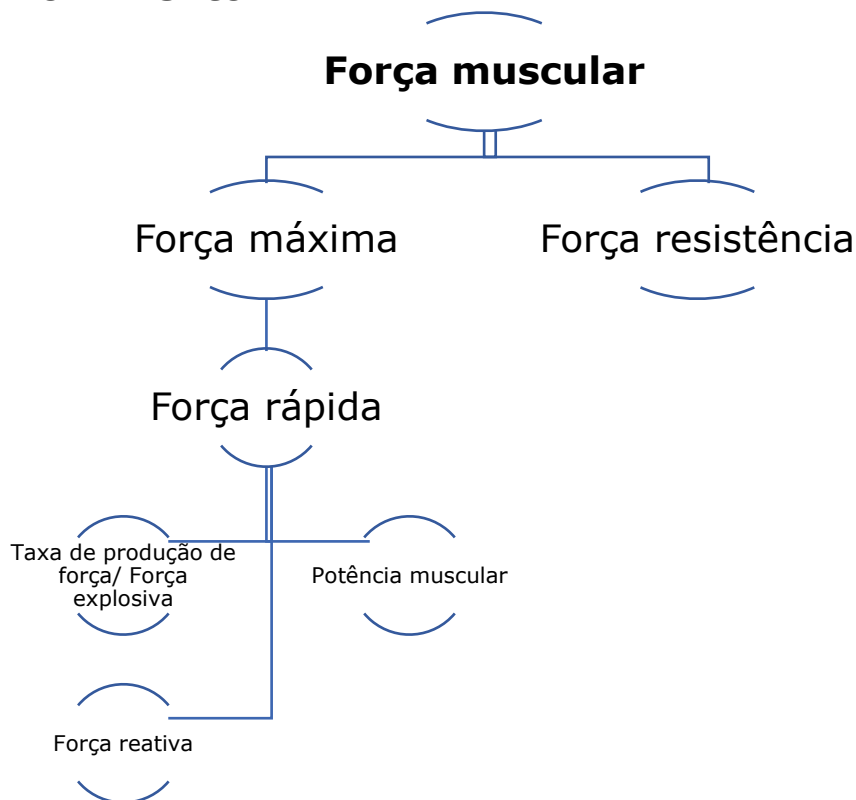 Força muscular
Força máxima
Força resistência
Força rápida
Taxa de produção de
força/ Força
explosiva
Potência muscular
Força reativa